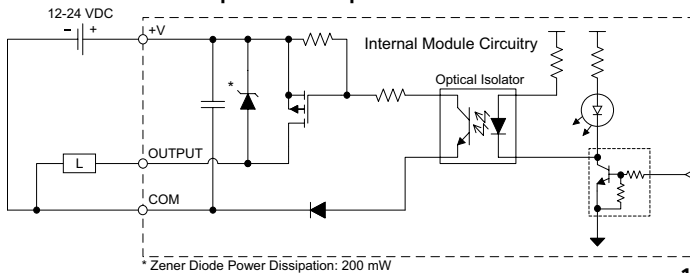 12-24 VDC
− +
+V
Internal Module Circuitry
Optical Isolator
*
L
OUTPUT
COM
* Zener Diode Power Dissipation: 200 mW